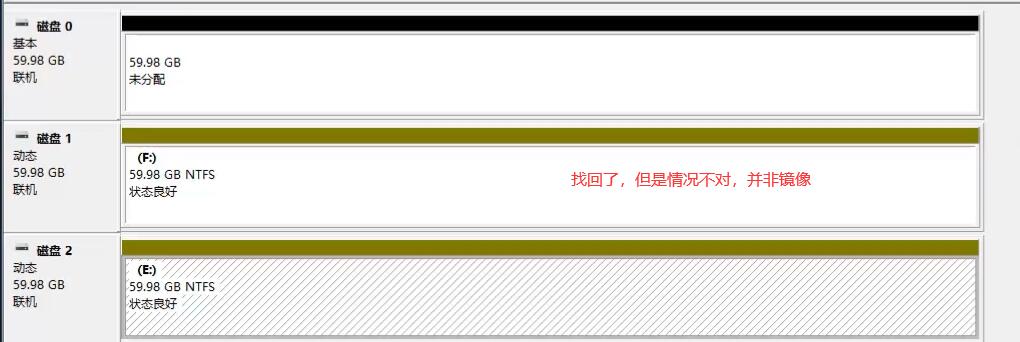 磁盘 0
基本
59.98 GB
联机
59.98 GB
未分配
磁盘 1
动态
59.98 GB
联机
(F:)
59.98 GB NTFS
状态良好
找回了，但是情况不对，并非镜像
磁盘 2
动态
59.98 GB
联机
(E:)
59.98 GB NTFS
状态良好